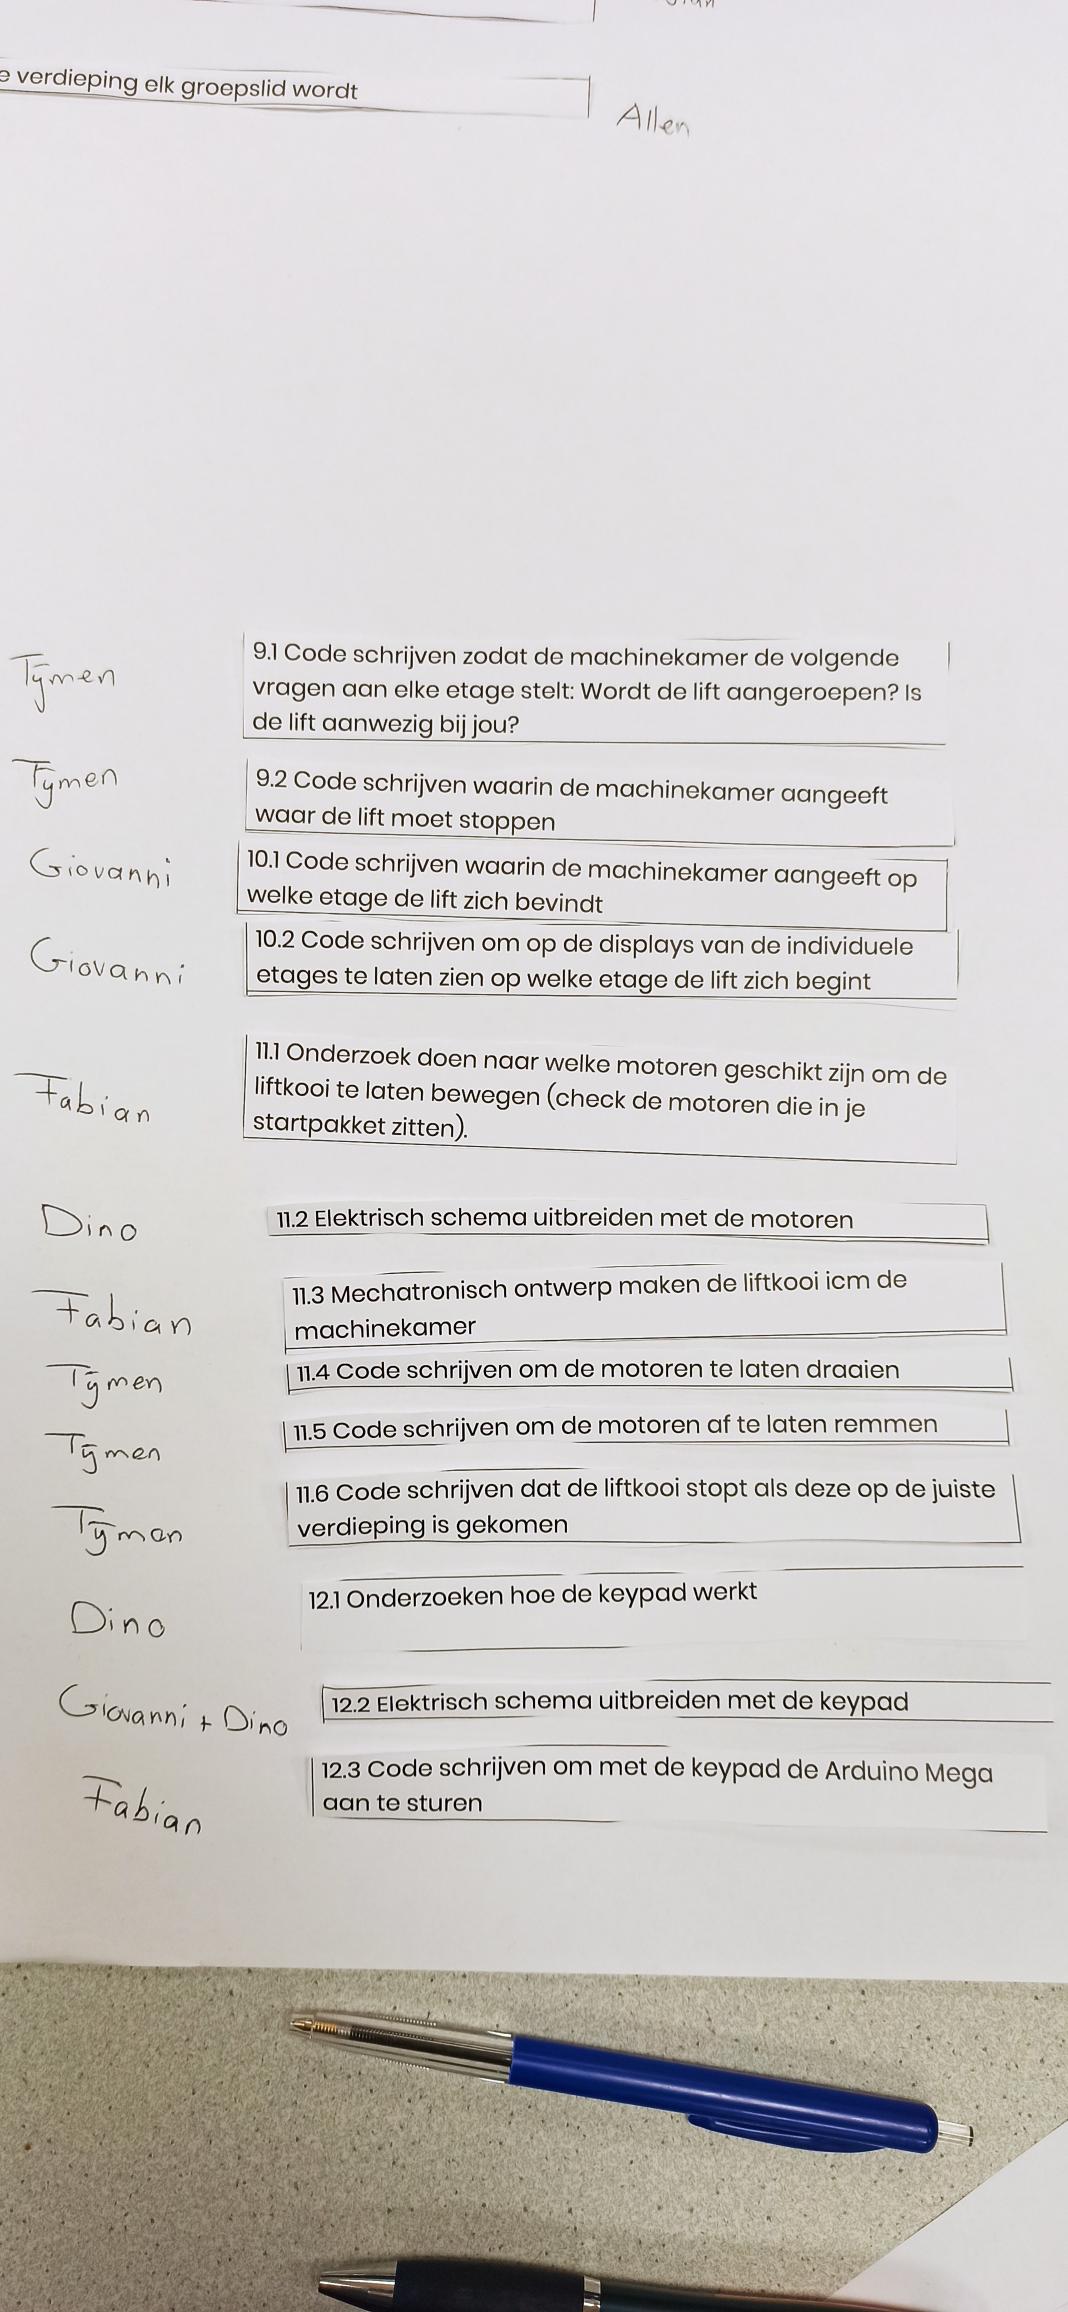 verdieping elk groepslid wordt
Allen
Tijmen
9.1 Code schrijven zodat de machinekamer de volgende
vragen aan elke etage stelt: Wordt de lift aangeroepen? Is
de lift aanwezig bij jou?
Tijmen
9.2 Code schrijven waarin de machinekamer aangeeft
waar de lift moet stoppen
Giovanni
10.1 Code schrijven waarin de machinekamer aangeeft op
welke etage de lift zich bevindt
Giovanni
10.2 Code schrijven om op de displays van de individuele
etages te laten zien op welke etage de lift zich begint
Fabian
11.1 Onderzoek doen naar welke motoren geschikt zijn om de
liftkooi te laten bewegen (check de motoren die in je
startpakket zitten).
Dino
11.2 Elektrisch schema uitbreiden met de motoren
Fabian
11.3 Mechatronisch ontwerp maken de liftkooi icm de
machinekamer
Tijmen
11.4 Code schrijven om de motoren te laten draaien
Tijmen
11.5 Code schrijven om de motoren af te laten remmen
Tijmen
11.6 Code schrijven dat de liftkooi stopt als deze op de juiste
verdieping is gekomen
Dino
12.1 Onderzoeken hoe de keypad werkt
Giovanni + Dino
12.2 Elektrisch schema uitbreiden met de keypad
Fabian
12.3 Code schrijven om met de keypad de Arduino Mega
aan te sturen